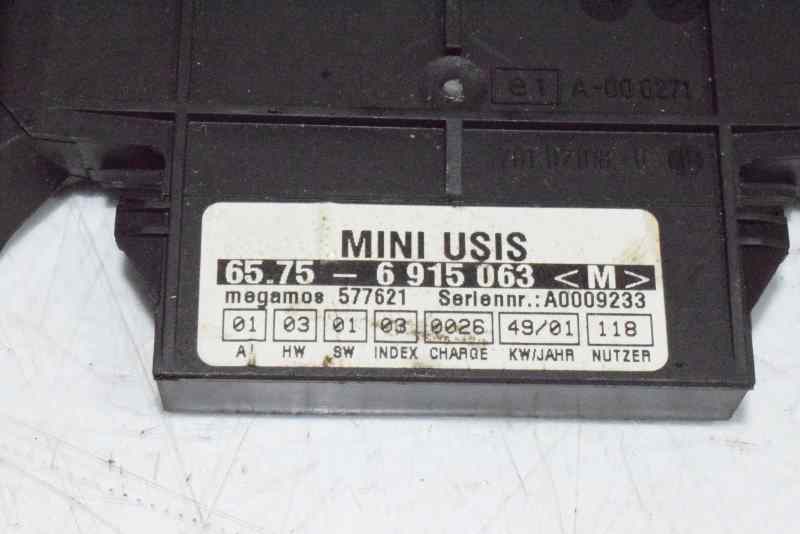 e1 A-00 0271
MINI USIS
65.75 - 6 915 063 <M>
megamos 577621 Seriennr.: A0009233
01 03 01 03 0026 49/01 118
AI HW SW INDEX CHARGE KW/JAHR NUTZER